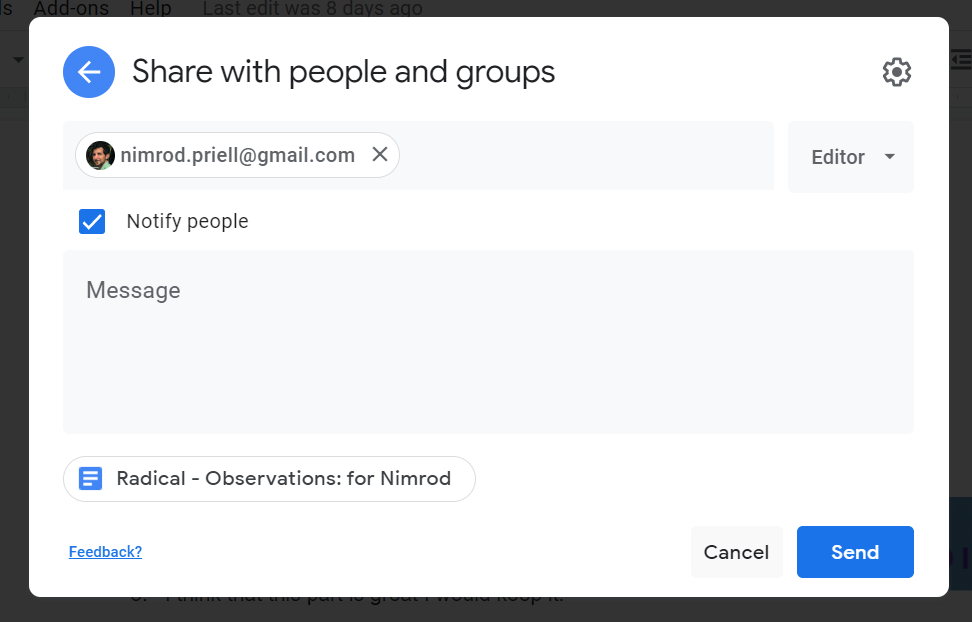 Add-ons Help Last edit was 8 days ago
Share with people and groups
nimrod.priell@gmail.com
Editor
Notify people
Message
Radical - Observations: for Nimrod
Feedback?
Cancel
Send
I think that this part is great I would keep it.